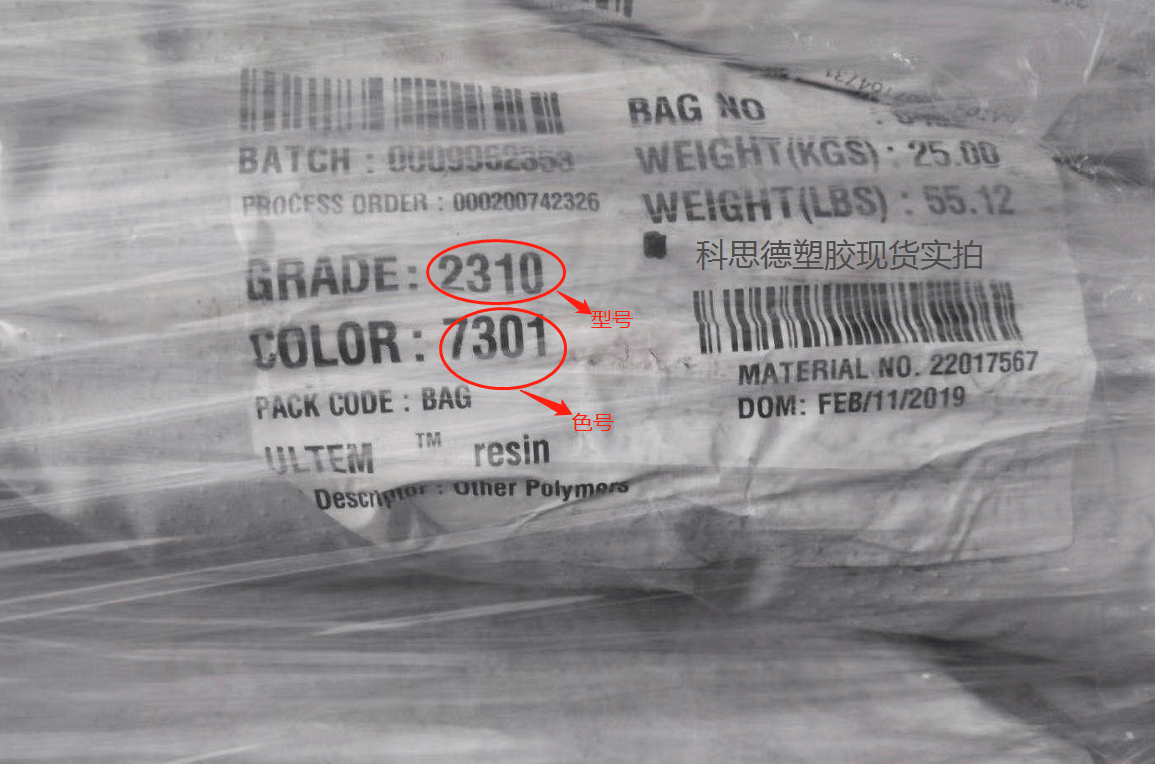 BATCH : 0009962358
PROCESS ORDER : 000200742326
GRADE : 2310
型号
COLOR : 7301
色号
PACK CODE : BAG
ULTEM ™ resin
Descriptor : Other Polymers
BAG NO
WEIGHT(KGS) : 25.00
WEIGHT(LBS) : 55.12
科思德塑胶现货实拍
MATERIAL NO. 22017567
DOM: FEB/11/2019